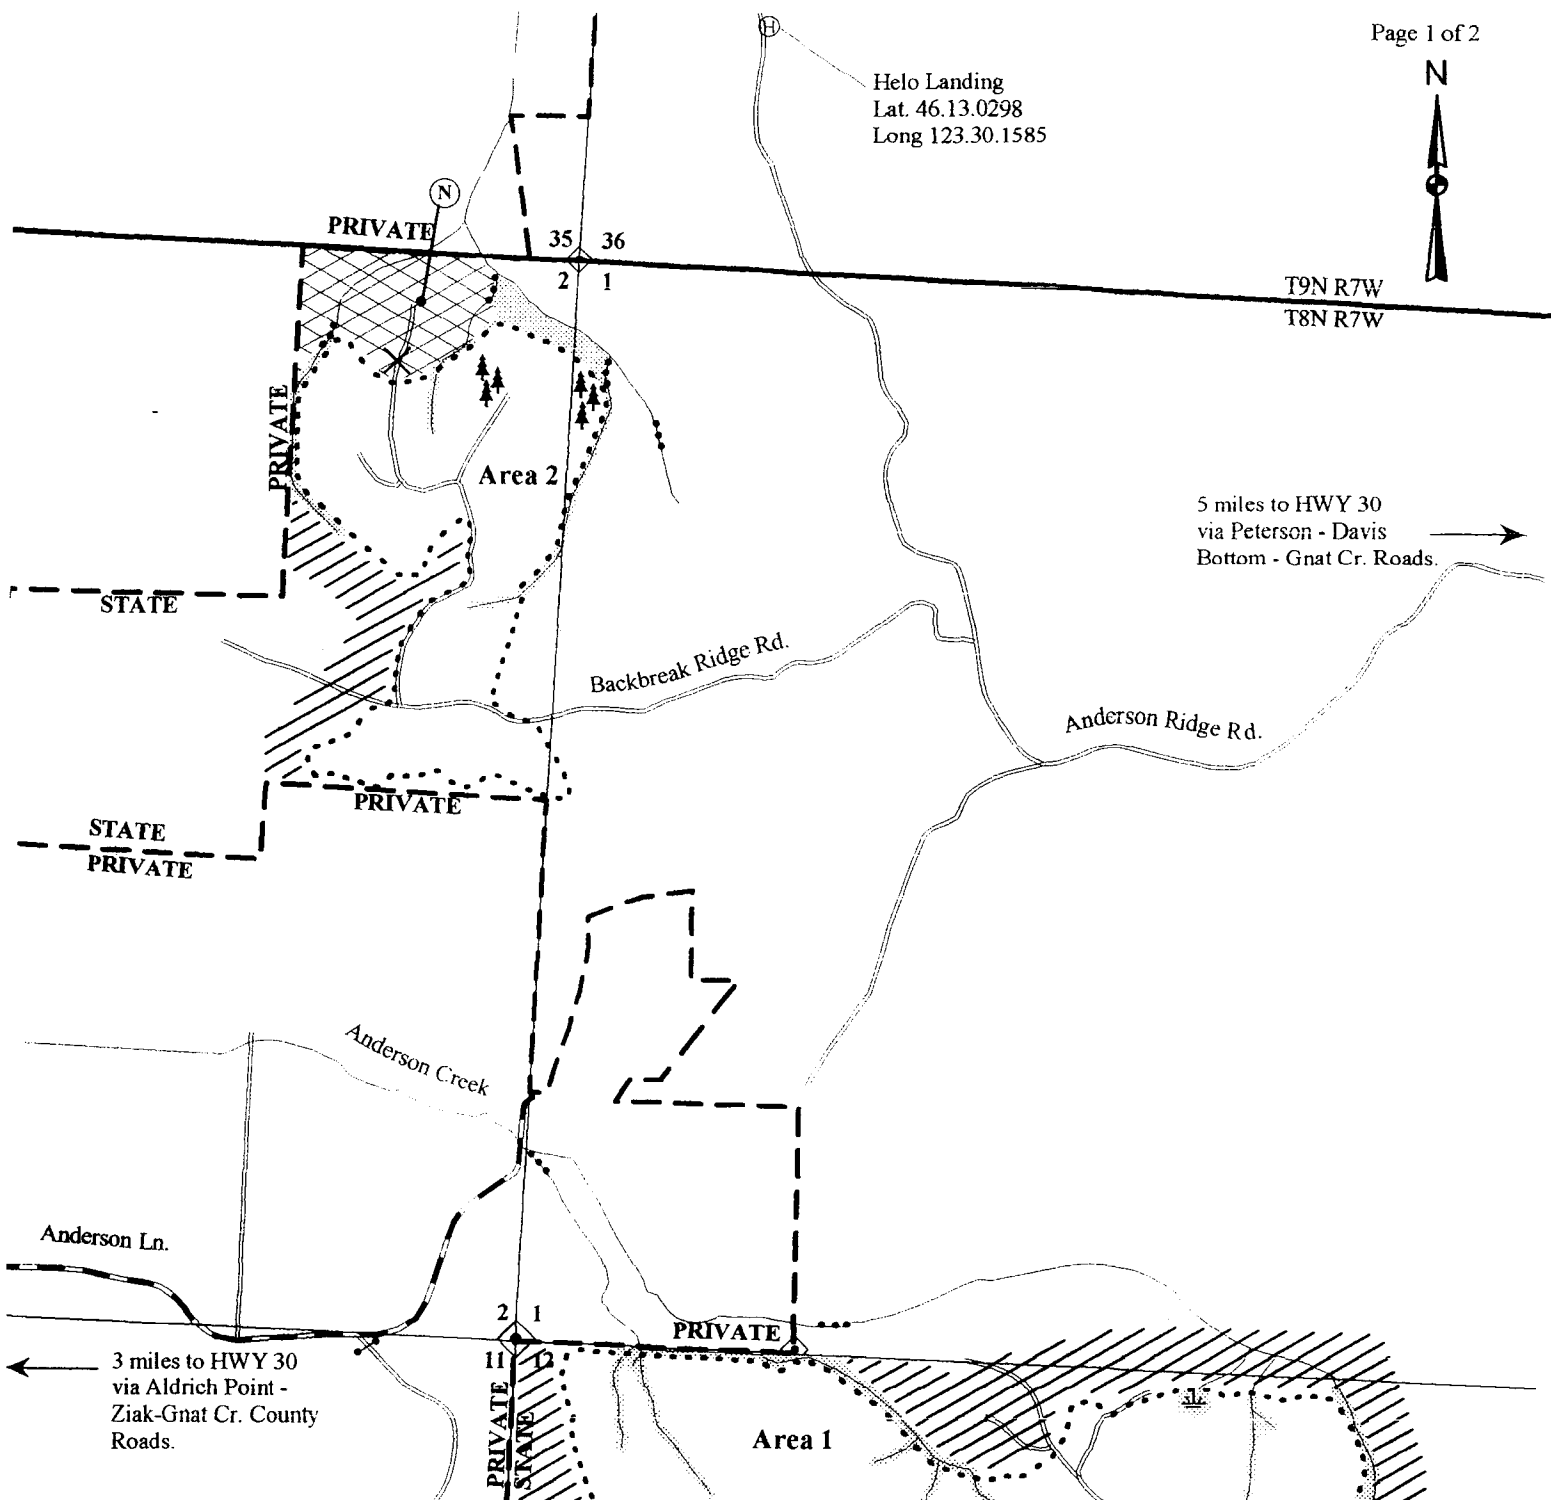 Page 1 of 2
N
H
Helo Landing
Lat. 46.13.0298
Long 123.30.1585
N
PRIVATE
35 36
2 1
T9N R7W
T8N R7W
PRIVATE
Area 2
5 miles to HWY 30
via Peterson - Davis
Bottom - Gnat Cr. Roads.
STATE
Backbreak Ridge Rd.
Anderson Ridge Rd.
PRIVATE
STATE
PRIVATE
Anderson Creek
Anderson Ln.
2 1
11 12
PRIVATE
3 miles to HWY 30
via Aldrich Point -
Ziak-Gnat Cr. County
Roads.
PRIVATE
STATE
Area 1